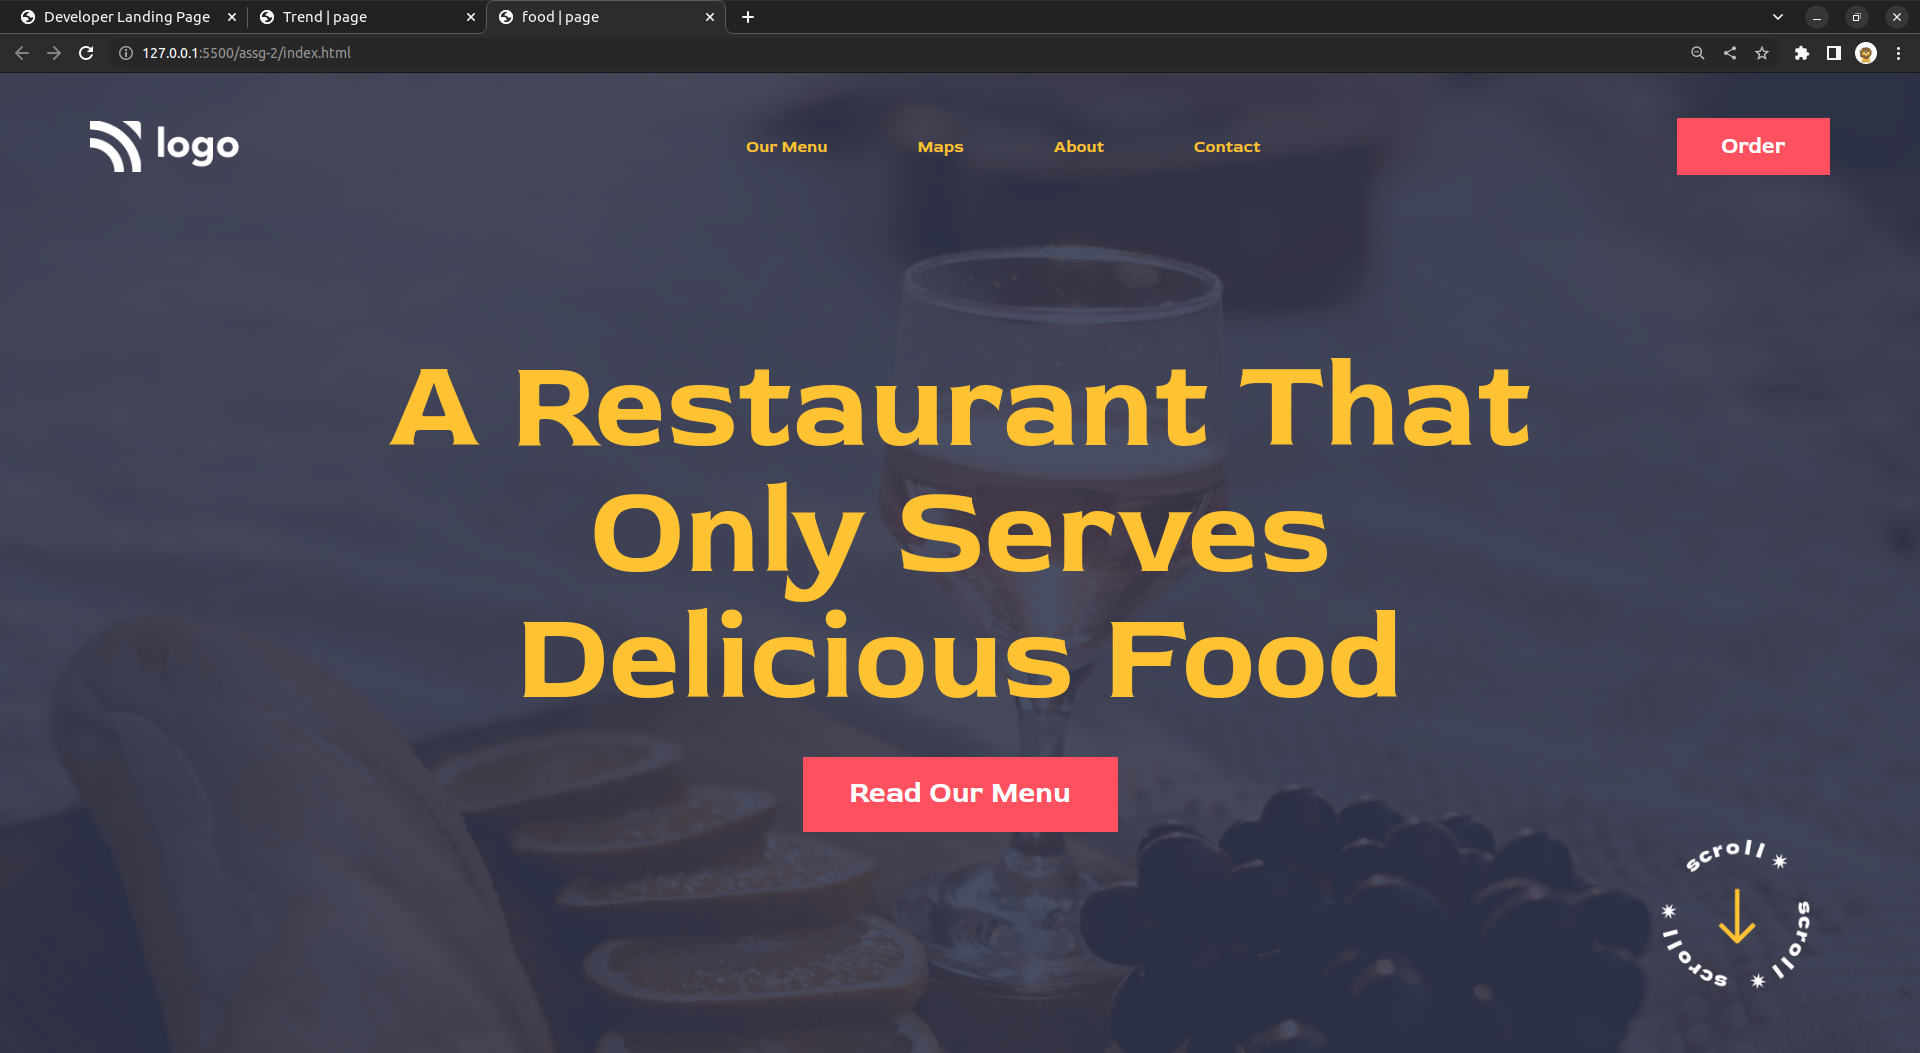 Developer Landing Page
Trend | page
food | page
127.0.0.1:5500/assg-2/index.html
logo
Our Menu
Maps
About
Contact
Order
A Restaurant That
Only Serves
Delicious Food
Read Our Menu
scroll ✷ scroll ✷ scroll ✷